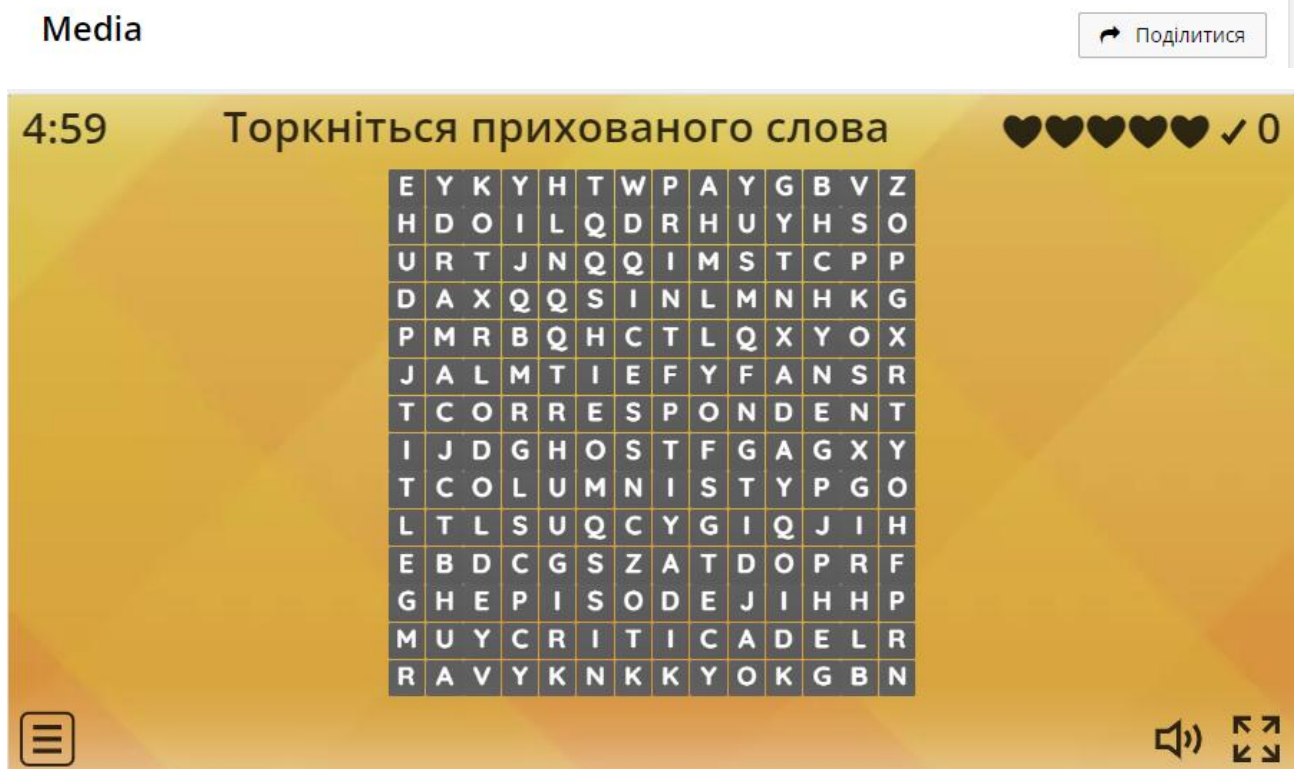 Media
Поділитися
4:59 Торкніться прихованого слова 0
E Y K Y H T W P A Y G B V Z
H D O I L Q D R H U Y H S O
U R T J N Q Q I M S T C P P
D A X Q Q S I N L M N H K G
P M R B Q H C T L Q X Y O X
J A L M T I E F Y F A N S R
T C O R R E S P O N D E N T
I J D G H O S T F G A G X Y
T C O L U M N I S T Y P G O
L T L S U Q C Y G I Q J I H
E B D C G S Z A T D O P R F
G H E P I S O D E J I H H P
M U Y C R I T I C A D E L R
R A V Y K N K K Y O K G B N